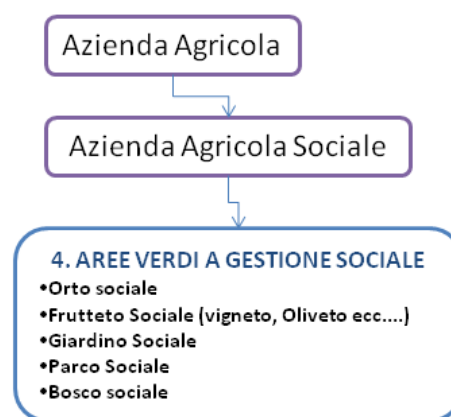 Azienda Agricola
Azienda Agricola Sociale
4. AREE VERDI A GESTIONE SOCIALE
•Orto sociale
•Frutteto Sociale (vigneto, Oliveto ecc....)
•Giardino Sociale
•Parco Sociale
•Bosco sociale